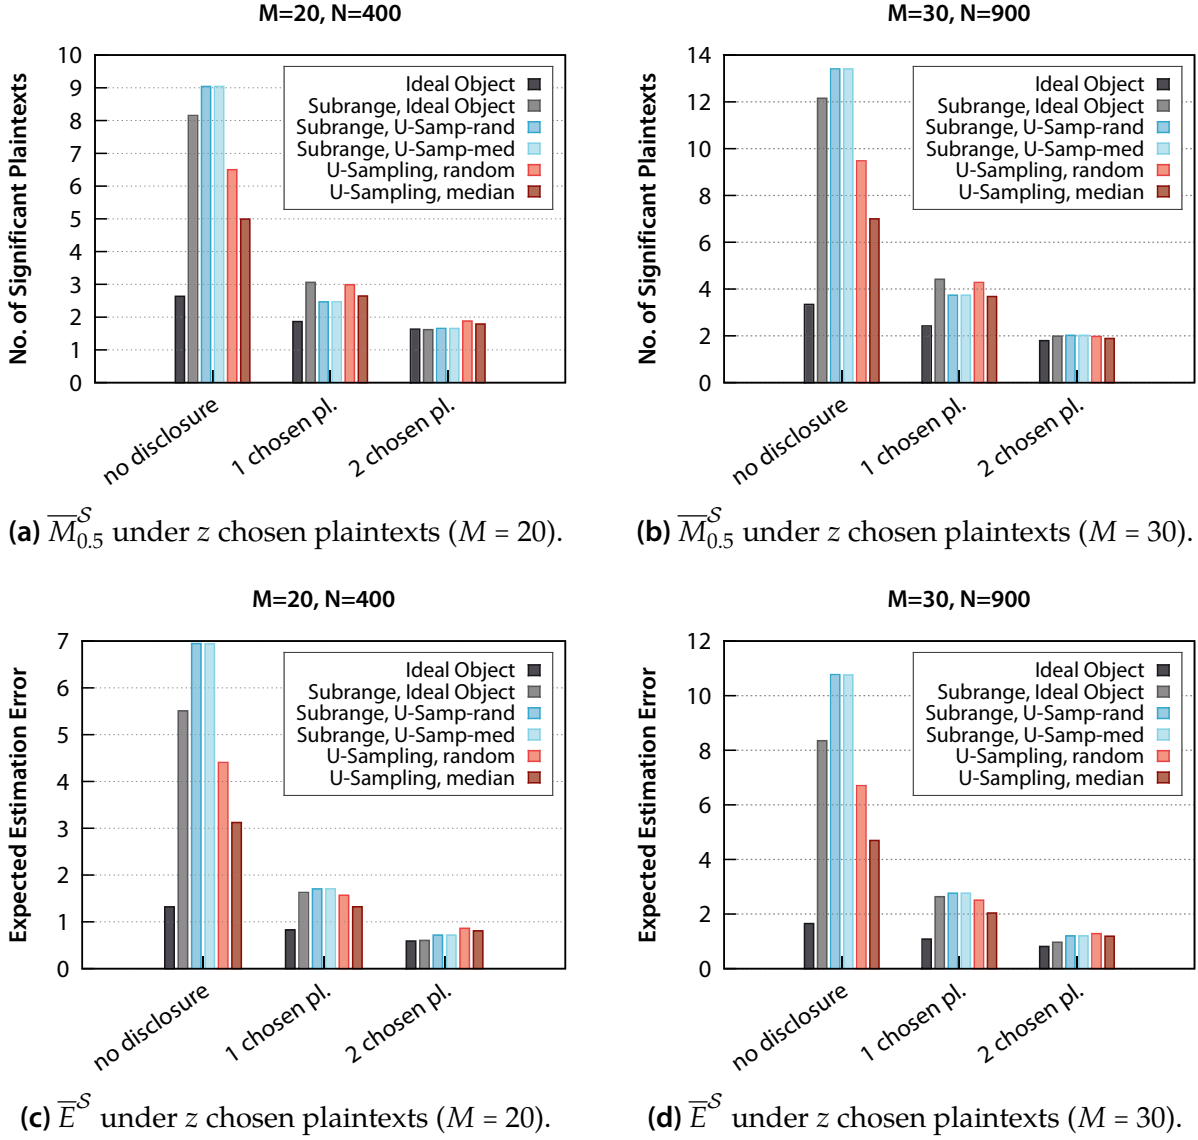 M=20, N=400
No. of Significant Plaintexts
10
9
8
7
6
5
4
3
2
1
0
Ideal Object
Subrange, Ideal Object
Subrange, U-Samp-rand
Subrange, U-Samp-med
U-Sampling, random
U-Sampling, median
no disclosure
1 chosen pl.
2 chosen pl.
(a) M̅^𝒮_0.5 under z chosen plaintexts (M = 20).
M=30, N=900
No. of Significant Plaintexts
14
12
10
8
6
4
2
0
Ideal Object
Subrange, Ideal Object
Subrange, U-Samp-rand
Subrange, U-Samp-med
U-Sampling, random
U-Sampling, median
no disclosure
1 chosen pl.
2 chosen pl.
(b) M̅^𝒮_0.5 under z chosen plaintexts (M = 30).
M=20, N=400
Expected Estimation Error
7
6
5
4
3
2
1
0
Ideal Object
Subrange, Ideal Object
Subrange, U-Samp-rand
Subrange, U-Samp-med
U-Sampling, random
U-Sampling, median
no disclosure
1 chosen pl.
2 chosen pl.
(c) E̅^𝒮 under z chosen plaintexts (M = 20).
M=30, N=900
Expected Estimation Error
12
10
8
6
4
2
0
Ideal Object
Subrange, Ideal Object
Subrange, U-Samp-rand
Subrange, U-Samp-med
U-Sampling, random
U-Sampling, median
no disclosure
1 chosen pl.
2 chosen pl.
(d) E̅^𝒮 under z chosen plaintexts (M = 30).